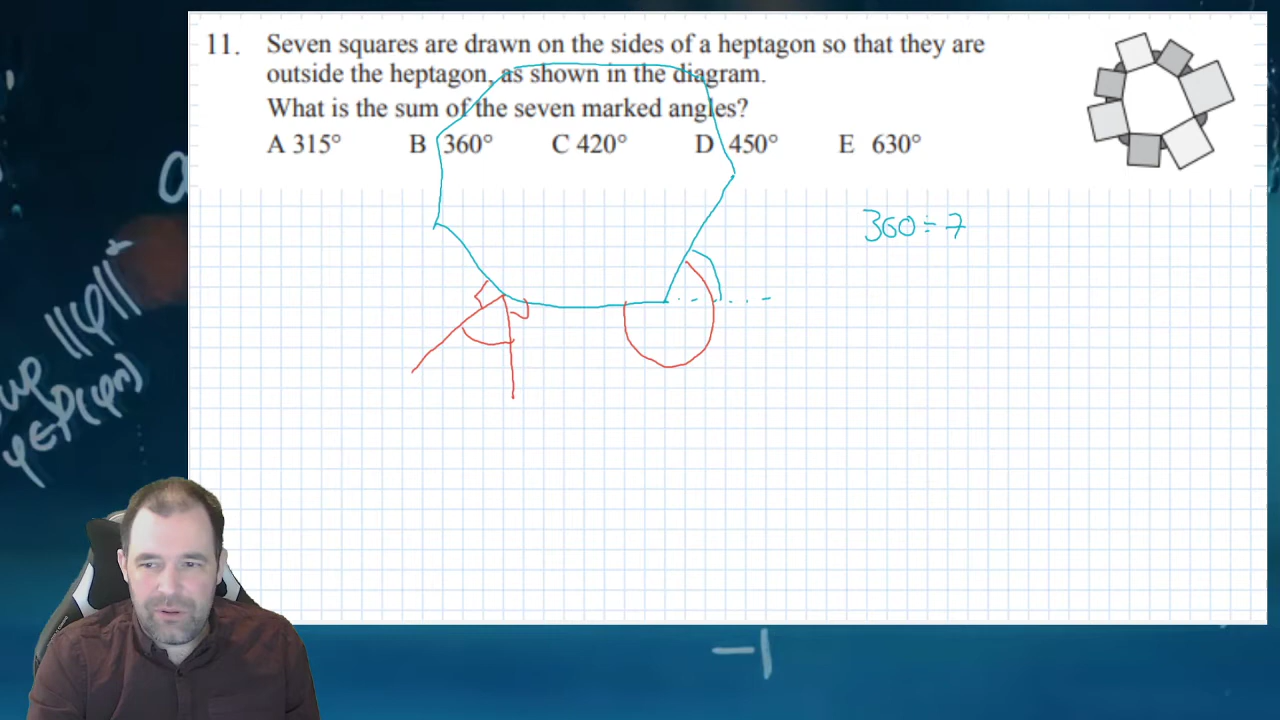 11. Seven squares are drawn on the sides of a heptagon so that they are
outside the heptagon, as shown in the diagram.
What is the sum of the seven marked angles?
A 315° B 360° C 420° D 450° E 630°
360 ÷ 7
||φ||
φ∈P(φn)
-1